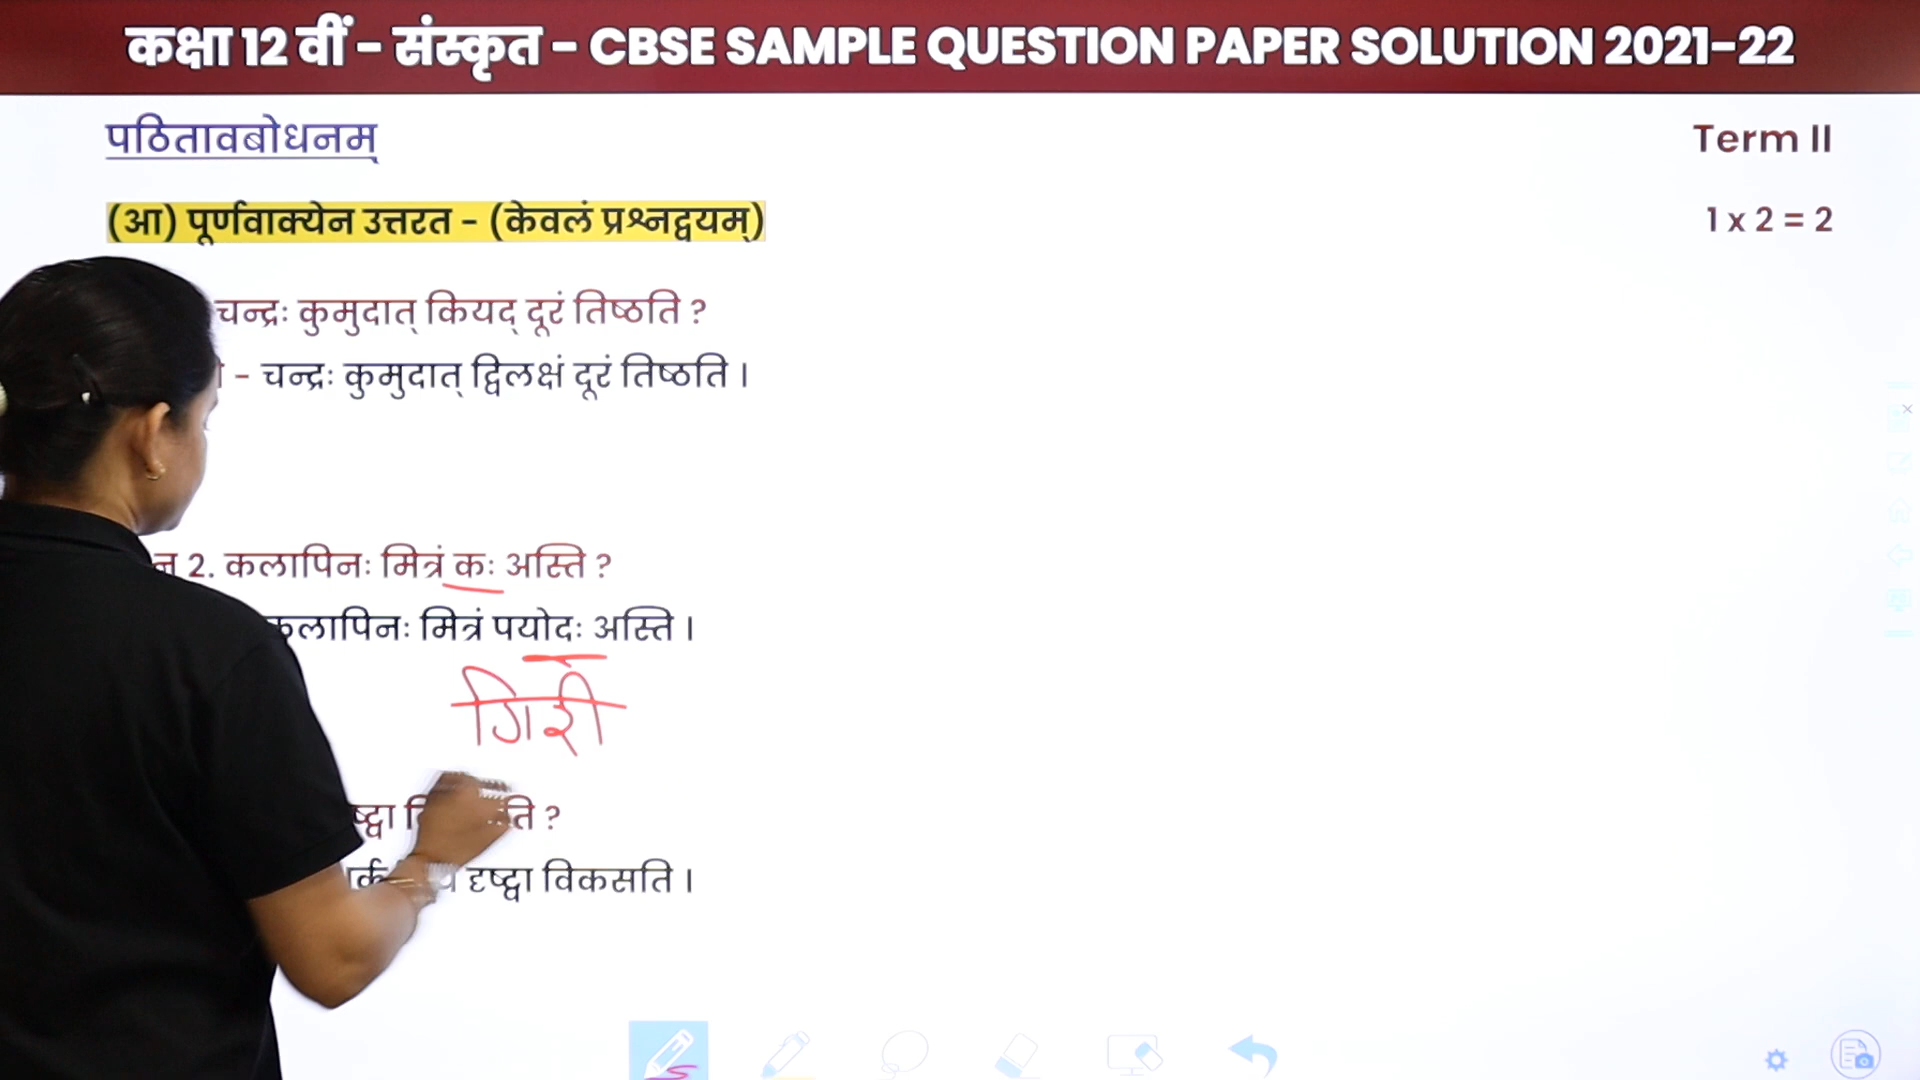 कक्षा 12 वीं - संस्कृत - CBSE SAMPLE QUESTION PAPER SOLUTION 2021-22
पठितावबोधनम्
Term II
(आ) पूर्णवाक्येन उत्तरत - (केवलं प्रश्नद्वयम्)
1 x 2 = 2
चन्द्रः कुमुदात् कियद् दूरं तिष्ठति ?
- चन्द्रः कुमुदात् द्विलक्षं दूरं तिष्ठति ।
2. कलापिनः मित्रं कः अस्ति ?
कलापिनः मित्रं पयोदः अस्ति ।
गिरी
?
दृष्ट्वा विकसति ।